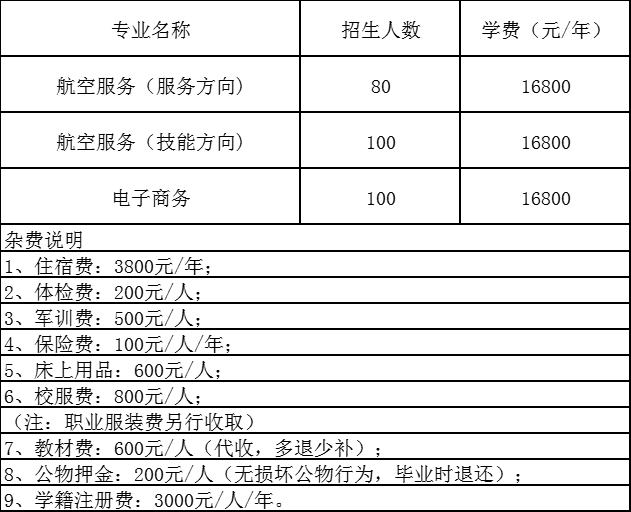 专业名称 招生人数 学费（元/年）
航空服务（服务方向) 80 16800
航空服务（技能方向) 100 16800
电子商务 100 16800
杂费说明
1、住宿费：3800元/年；
2、体检费：200元/人；
3、军训费：500元/人；
4、保险费：100元/人/年；
5、床上用品：600元/人；
6、校服费：800元/人；
（注：职业服装费另行收取）
7、教材费：600元/人（代收，多退少补）；
8、公物押金：200元/人（无损坏公物行为，毕业时退还）；
9、学籍注册费：3000元/人/年。